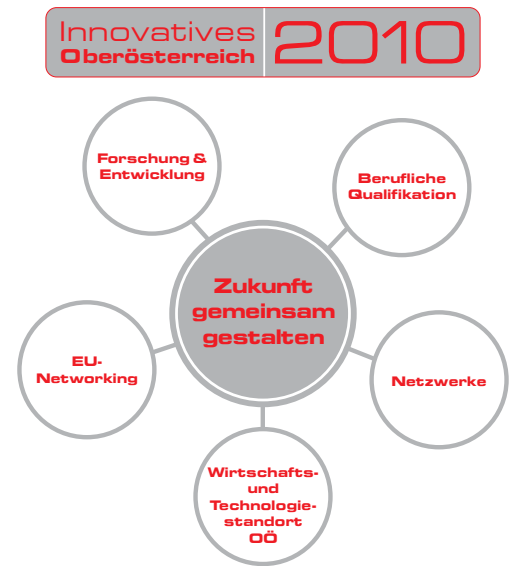 Innovatives
Oberösterreich
2010
Forschung &
Entwicklung
Berufliche
Qualifikation
Zukunft
gemeinsam
gestalten
EU-
Networking
Netzwerke
Wirtschafts-
und
Technologie-
standort
OÖ